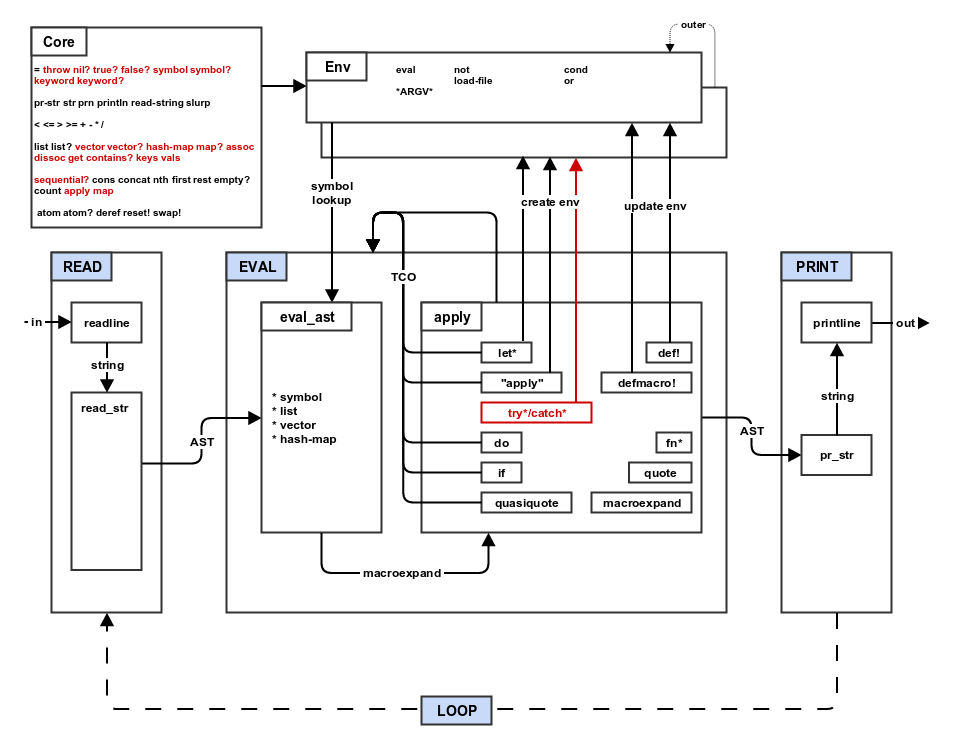 outer
Core
= throw nil? true? false? symbol symbol?
keyword keyword?
pr-str str prn println read-string slurp
< <= > >= + - * /
list list? vector vector? hash-map map? assoc
dissoc get contains? keys vals
sequential? cons concat nth first rest empty?
count apply map
atom atom? deref reset! swap!
Env
eval not cond
load-file or
*ARGV*
symbol
lookup
create env
update env
READ
in
readline
string
read_str
AST
EVAL
TCO
eval_ast
* symbol
* list
* vector
* hash-map
apply
let*
def!
"apply"
defmacro!
try*/catch*
do
fn*
if
quote
quasiquote
macroexpand
macroexpand
AST
PRINT
printline
out
string
pr_str
LOOP